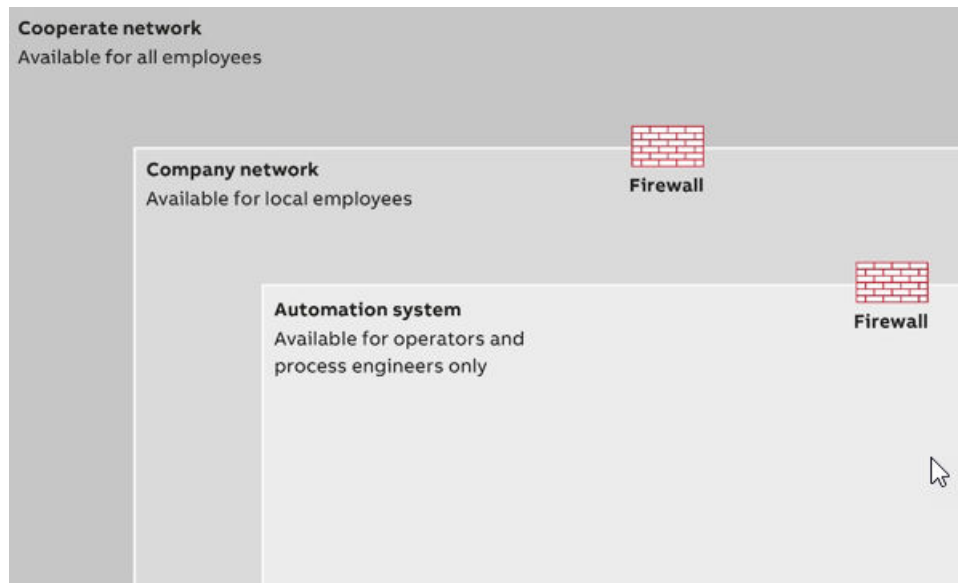 Cooperate network
Available for all employees
Company network
Available for local employees
Firewall
Automation system
Available for operators and
process engineers only
Firewall